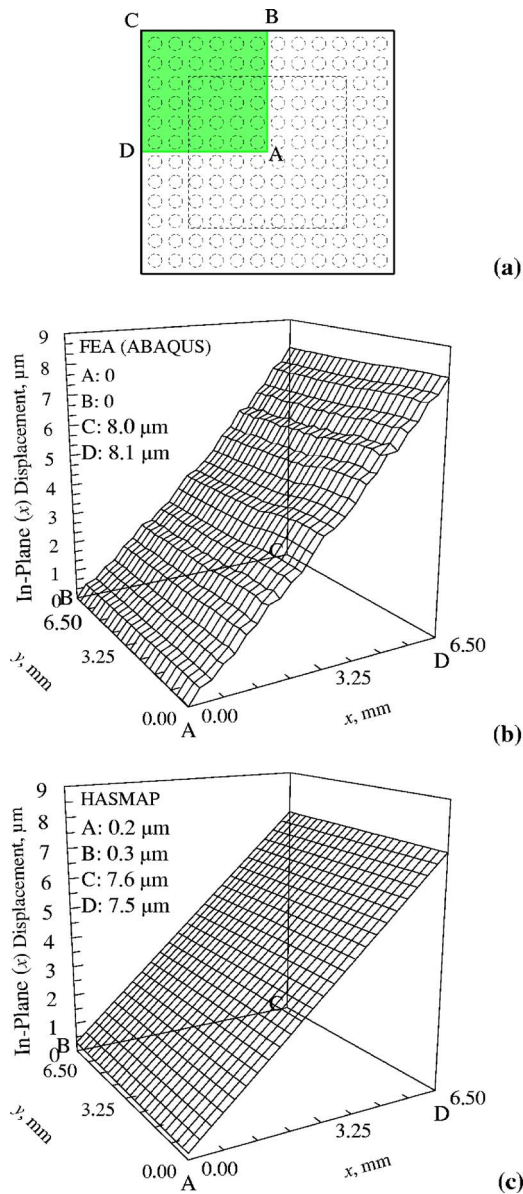 C
B
D
A
(a)
9
8
7
6
5
4
3
2
1
0
In-Plane (x) Displacement, μm
FEA (ABAQUS)
A: 0
B: 0
C: 8.0 μm
D: 8.1 μm
B
C
6.50
3.25
0.00
y, mm
A
0.00
3.25
6.50
D
x, mm
(b)
9
8
7
6
5
4
3
2
1
0
In-Plane (x) Displacement, μm
HASMAP
A: 0.2 μm
B: 0.3 μm
C: 7.6 μm
D: 7.5 μm
B
C
6.50
3.25
0.00
y, mm
A
0.00
3.25
6.50
D
x, mm
(c)